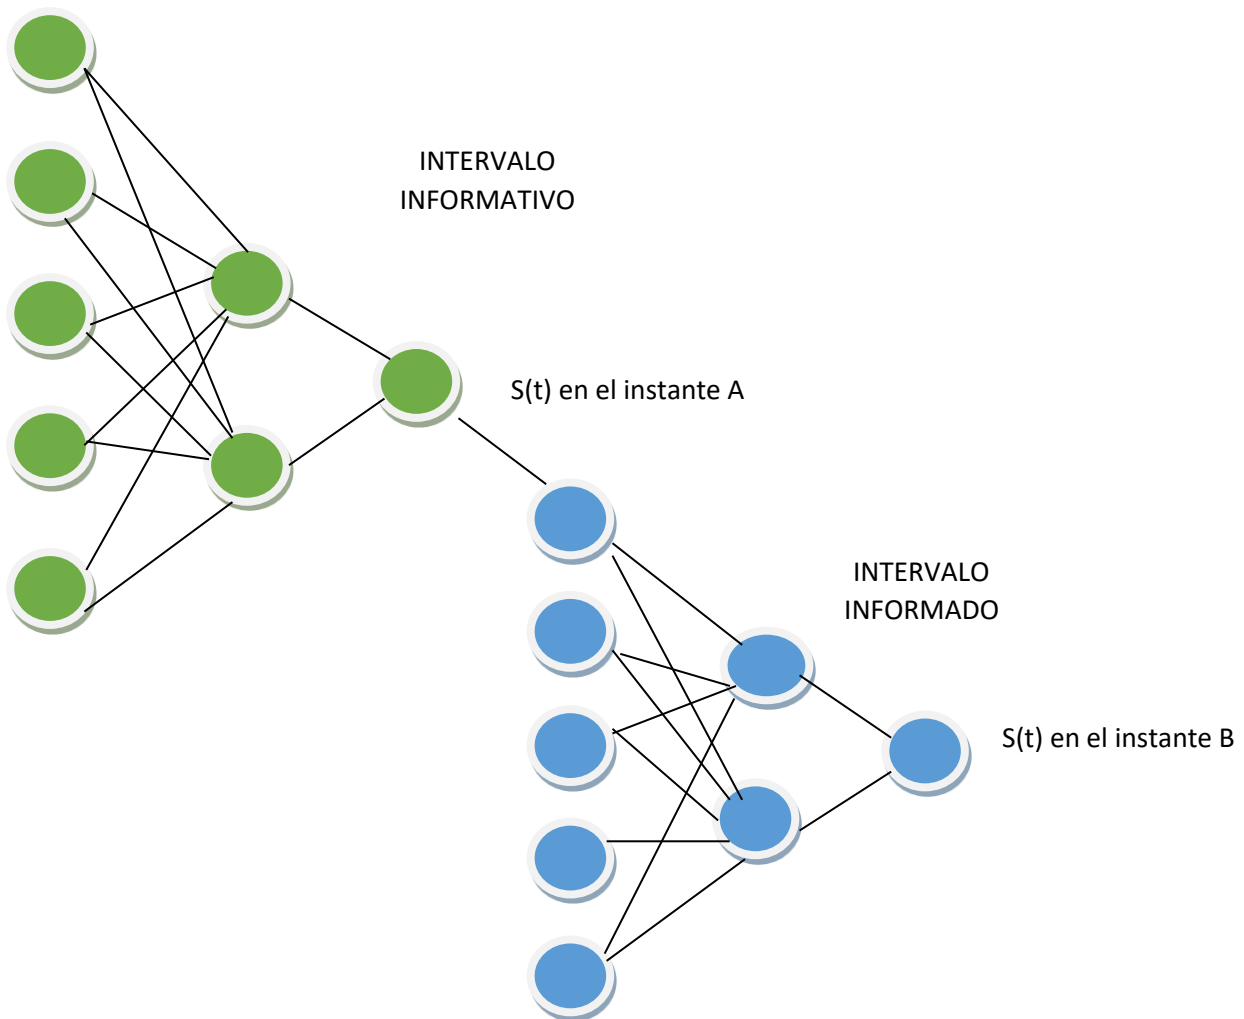 INTERVALO
INFORMATIVO
S(t) en el instante A
INTERVALO
INFORMADO
S(t) en el instante B